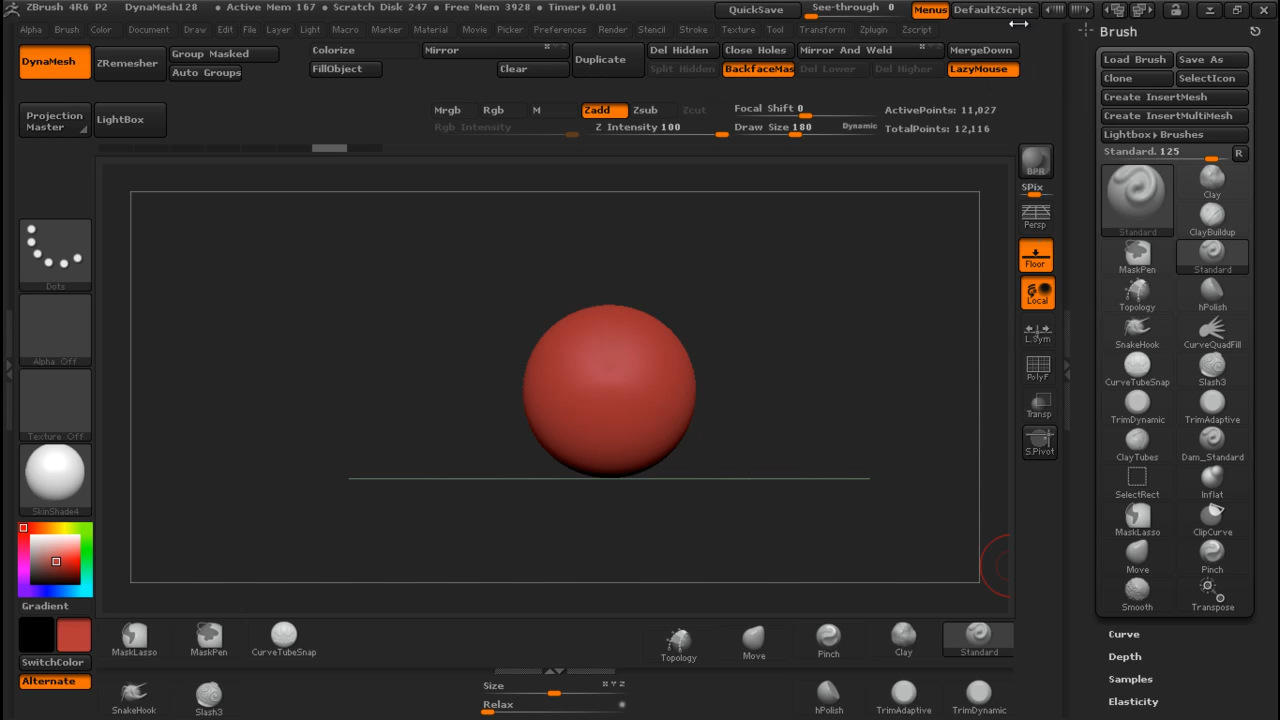 ZBrush 4R6 P2 DynaMesh128 • Active Mem 167 • Scratch Disk 247 • Free Mem 3928 • Timer▸0.001 QuickSave See-through 0 Menus DefaultZScript
Alpha Brush Color Document Draw Edit File Layer Light Macro Marker Material Movie Picker Preferences Render Stencil Stroke Texture Tool Transform Zplugin Zscript
Brush
DynaMesh
ZRemesher
Group Masked
Auto Groups
Colorize
FillObject
Mirror
Clear
Duplicate
Del Hidden
Split Hidden
Close Holes
BackfaceMas
Mirror And Weld
Del Lower
Del Higher
MergeDown
LazyMouse
Projection
Master
LightBox
Mrgb Rgb M Zadd Zsub Zcut
Rgb Intensity
Z Intensity 100
Focal Shift 0
Draw Size 180 Dynamic
ActivePoints: 11,027
TotalPoints: 12,116
Load Brush Save As
Clone SelectIcon
Create InsertMesh
Create InsertMultiMesh
Lightbox▸Brushes
Standard. 125 R
Standard
Clay
ClayBuildup
MaskPen
Standard
Topology
hPolish
SnakeHook
CurveQuadFill
CurveTubeSnap
Slash3
TrimDynamic
TrimAdaptive
ClayTubes
Dam_Standard
SelectRect
Inflat
MaskLasso
ClipCurve
Move
Pinch
Smooth
Transpose
Curve
Depth
Samples
Elasticity
BPR
SPix
Persp
Floor
Local
L.Sym
PolyF
Transp
S.Pivot
Dots
Alpha Off
Texture Off
SkinShade4
Gradient
SwitchColor
Alternate
MaskLasso MaskPen CurveTubeSnap Topology Move Pinch Clay Standard
SnakeHook Slash3
Size X Y Z
Relax
hPolish TrimAdaptive TrimDynamic